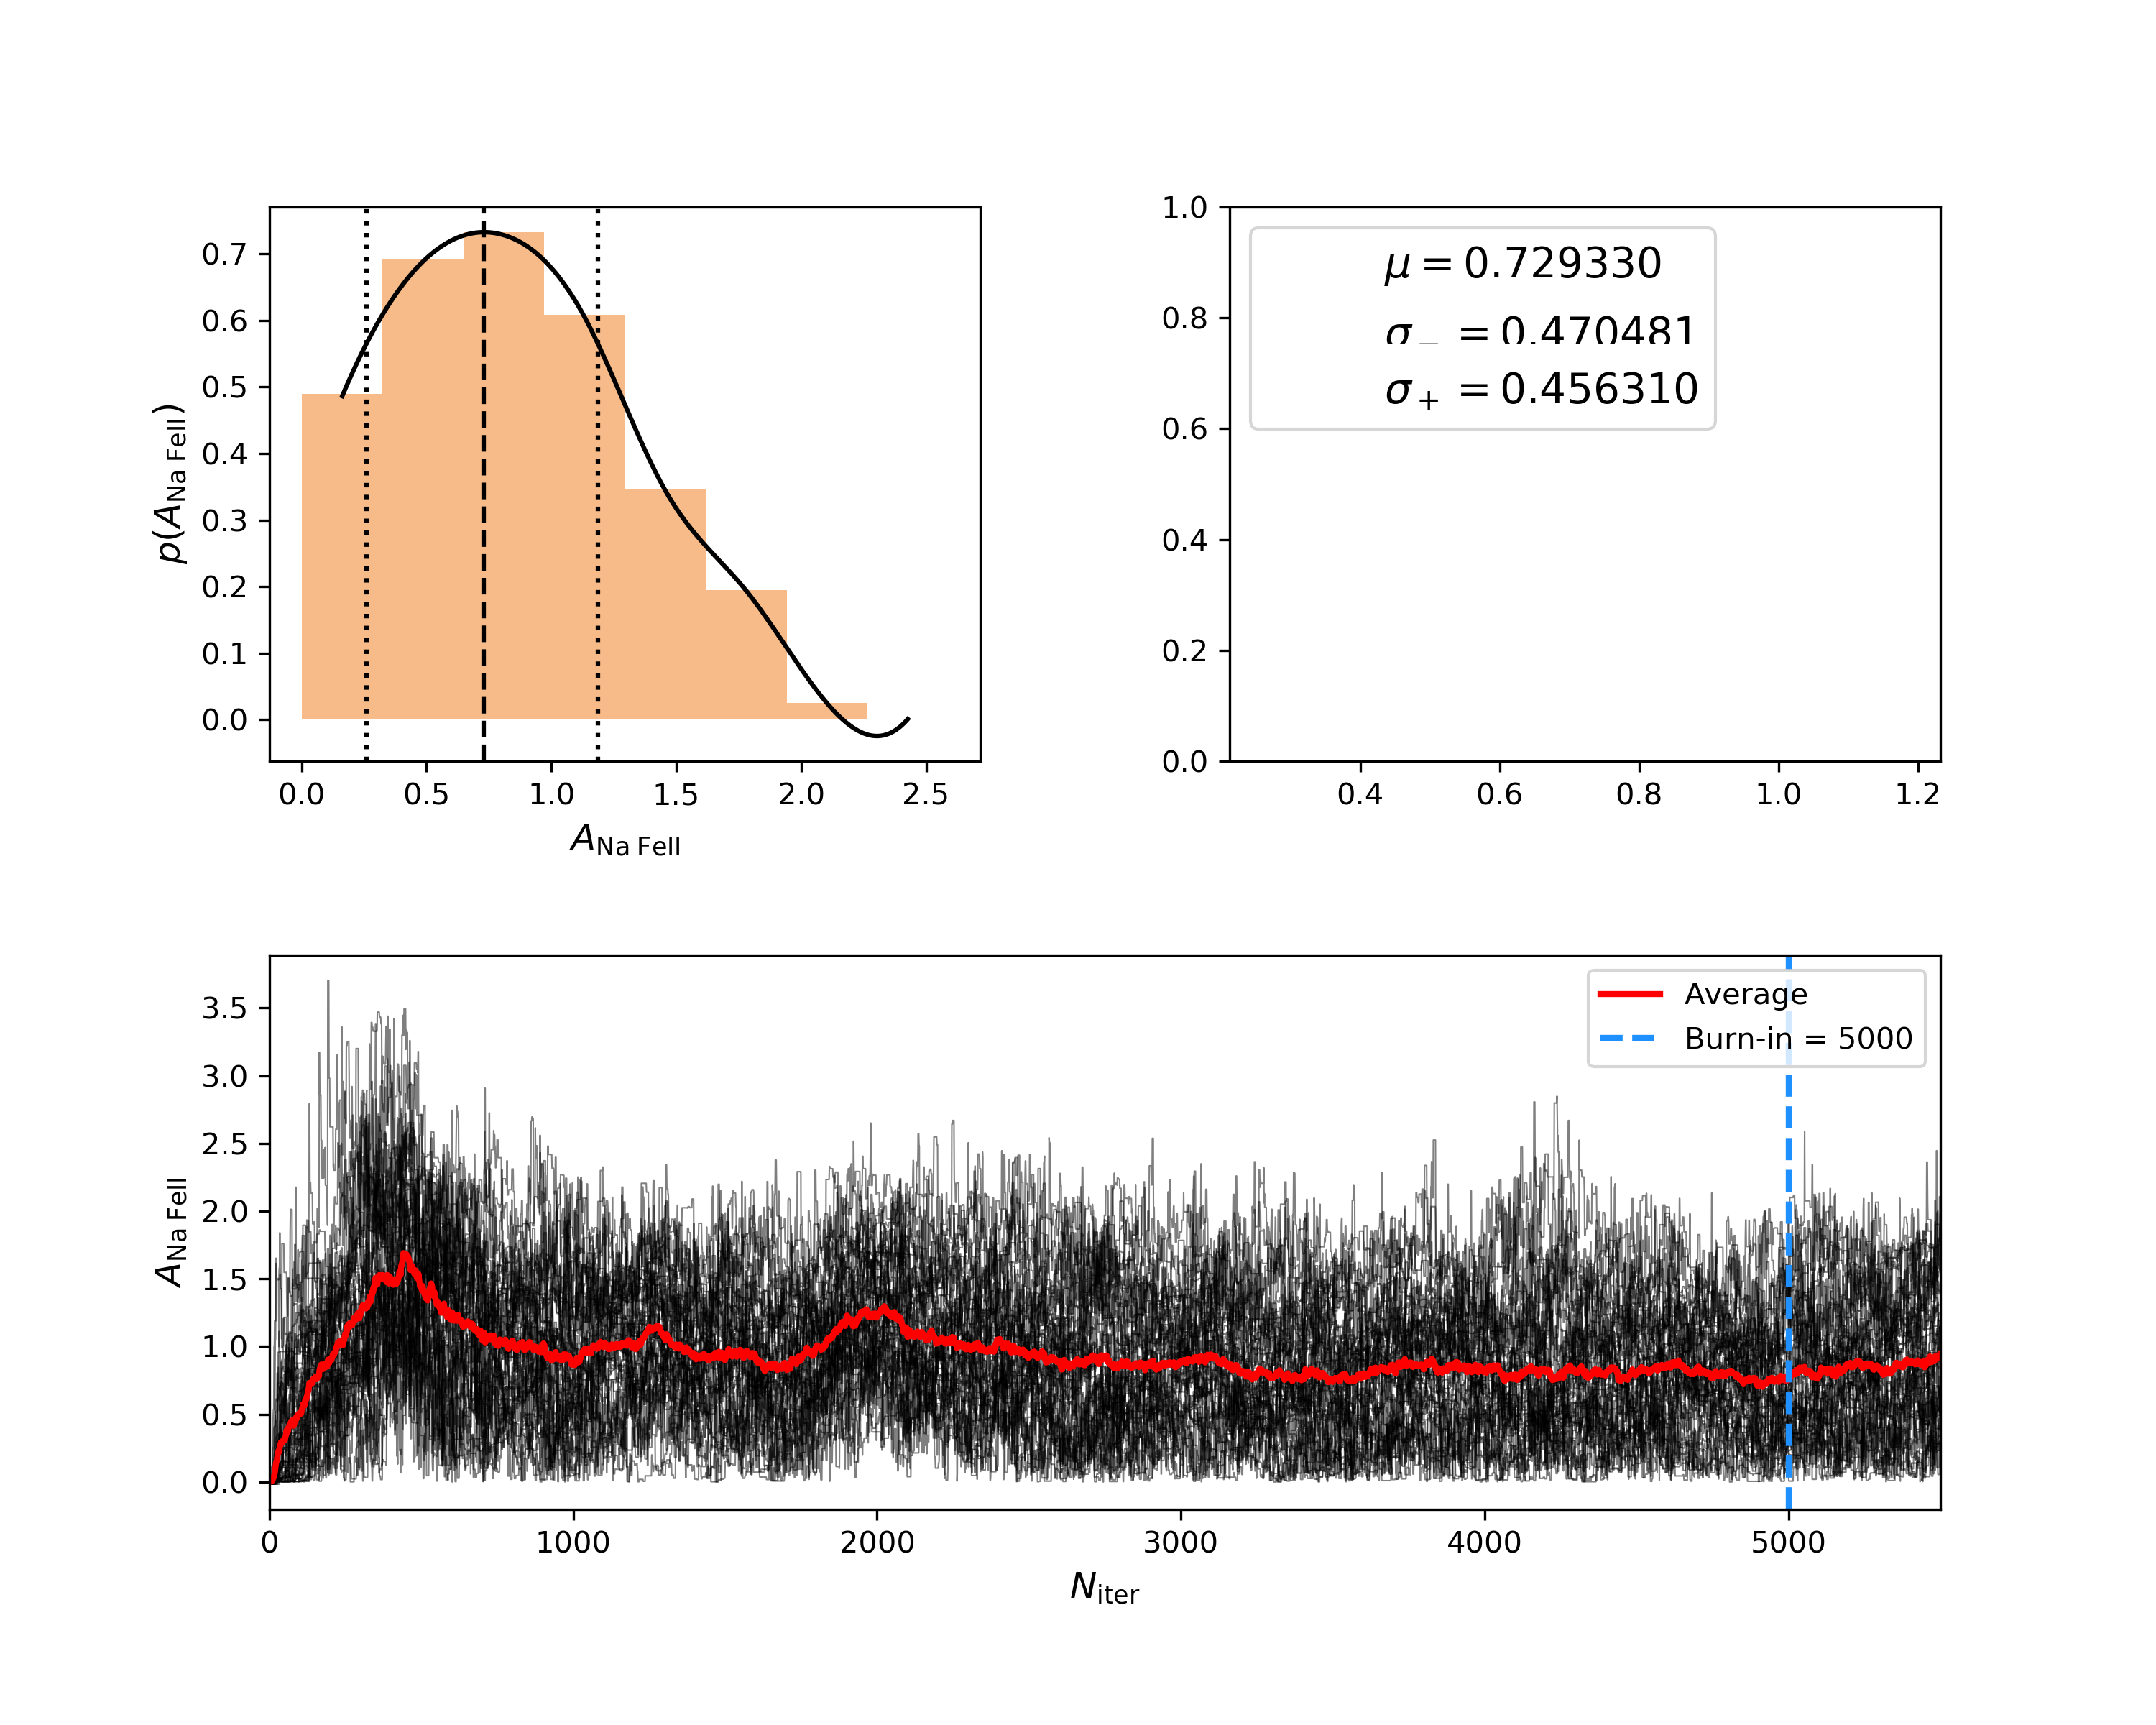 0.7
0.6
0.5
0.4
0.3
0.2
0.1
0.0
p(A_Na FeII)
0.0 0.5 1.0 1.5 2.0 2.5
A_Na FeII
1.0
0.8
0.6
0.4
0.2
0.0
μ = 0.729330
σ₋ = 0.470481
σ₊ = 0.456310
0.4 0.6 0.8 1.0 1.2
3.5
3.0
2.5
2.0
1.5
1.0
0.5
0.0
A_Na FeII
Average
Burn-in = 5000
0 1000 2000 3000 4000 5000
N_iter